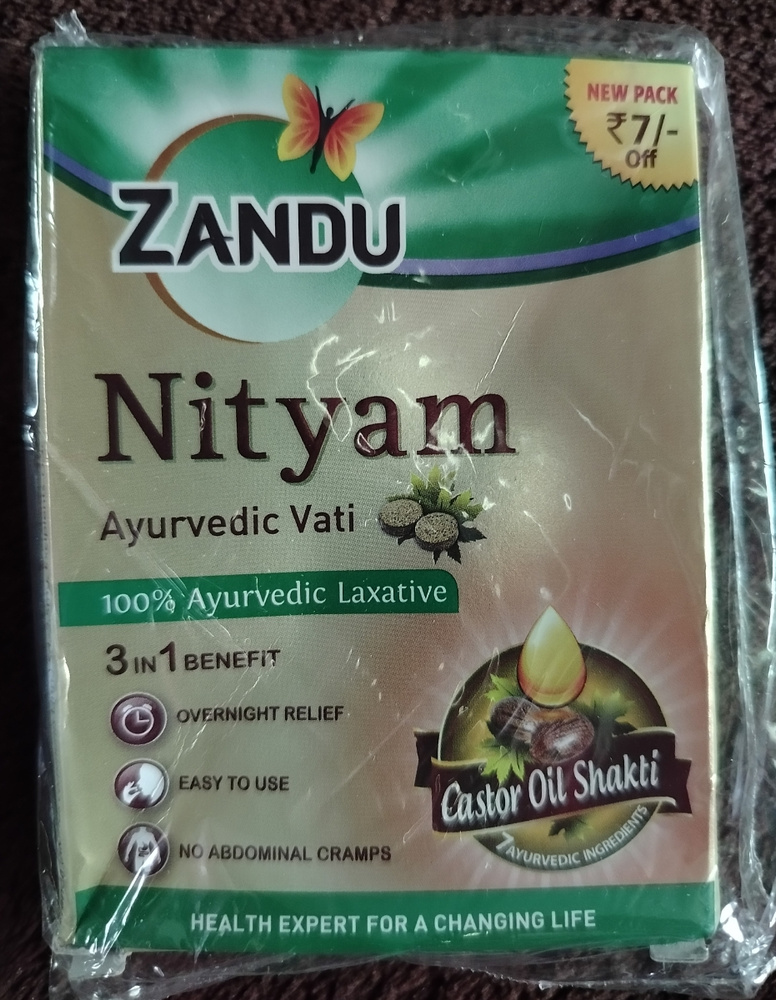 NEW PACK
₹7/-
Off
ZANDU
Nityam
Ayurvedic Vati
100% Ayurvedic Laxative
3 IN 1 BENEFIT
OVERNIGHT RELIEF
EASY TO USE
NO ABDOMINAL CRAMPS
Castor Oil Shakti
7 AYURVEDIC INGREDIENTS
HEALTH EXPERT FOR A CHANGING LIFE